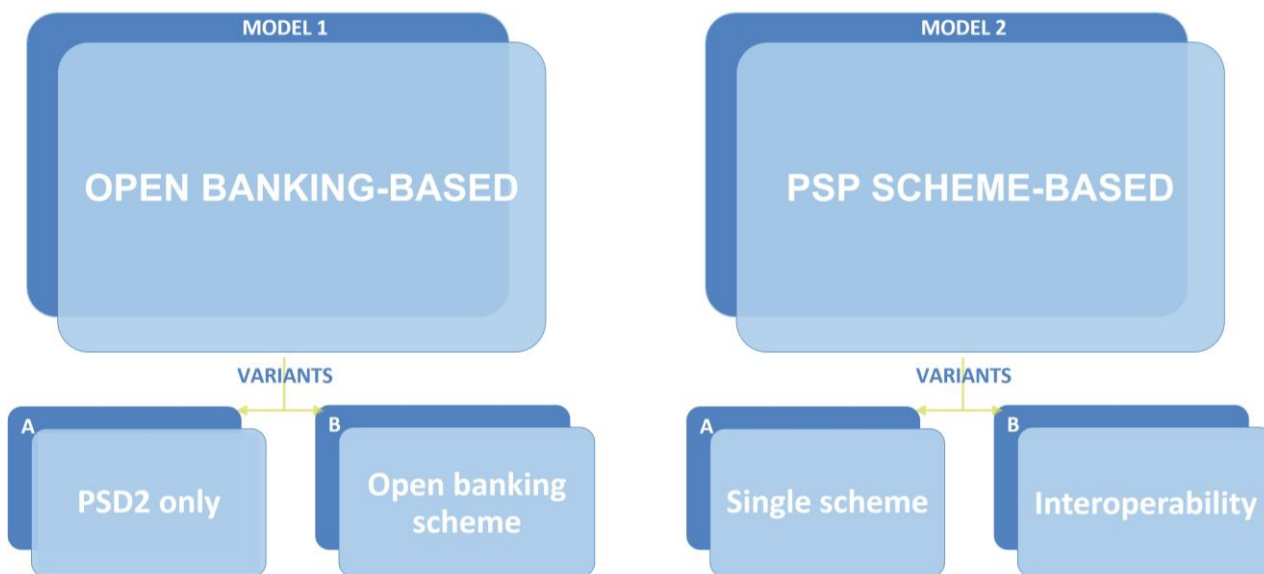 MODEL 1
OPEN BANKING-BASED
VARIANTS
A
PSD2 only
B
Open banking
scheme
MODEL 2
PSP SCHEME-BASED
VARIANTS
A
Single scheme
B
Interoperability